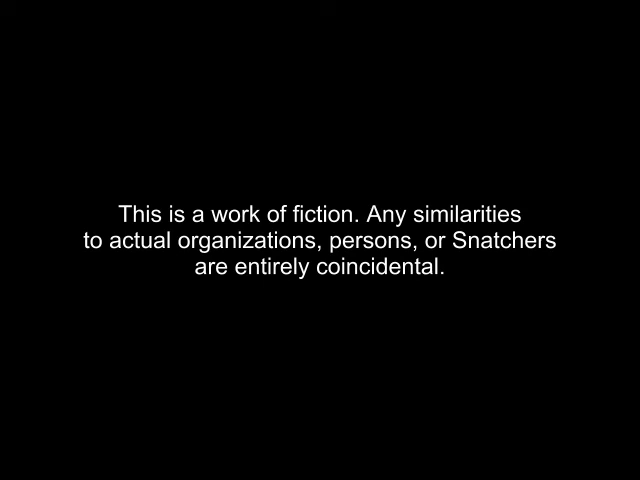 This is a work of fiction. Any similarities
to actual organizations, persons, or Snatchers
are entirely coincidental.